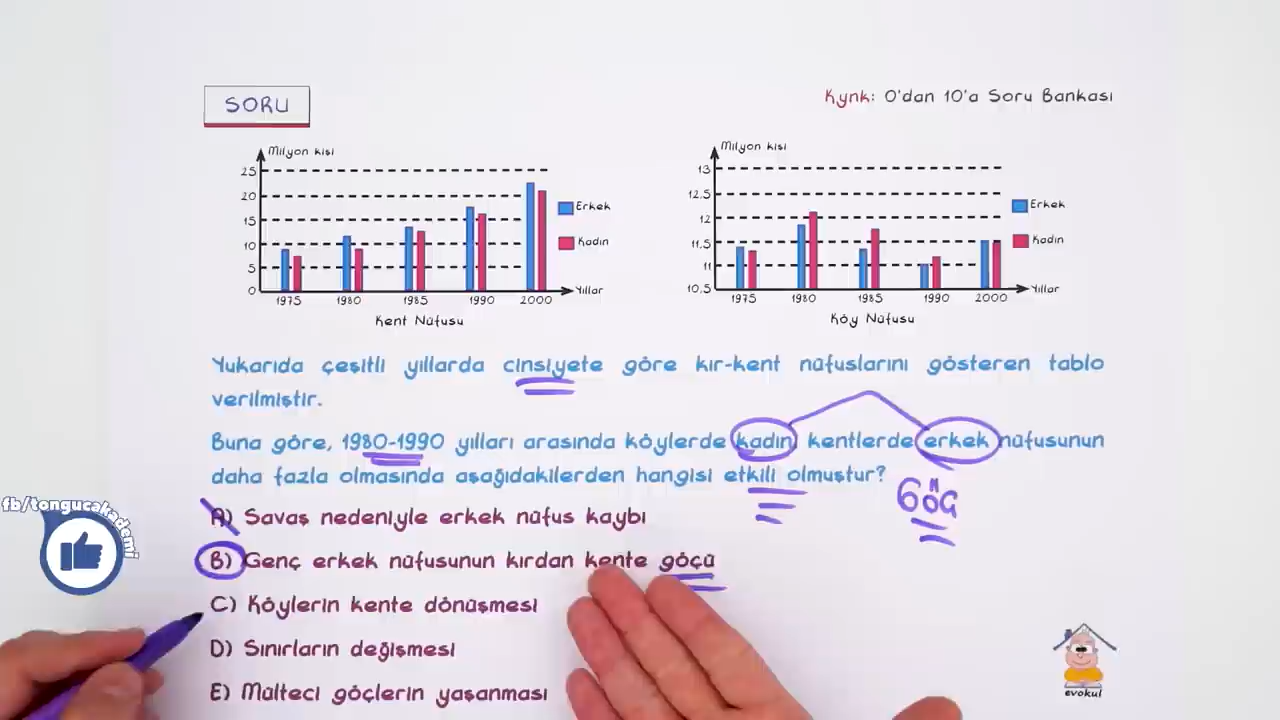 SORU
Kynk: 0'dan 10'a Soru Bankası
Milyon kişi
25
20
15
10
5
0
1975 1980 1985 1990 2000
Yıllar
Erkek
Kadın
Kent Nüfusu
Milyon kişi
13
12.5
12
11.5
11
10.5
1975 1980 1985 1990 2000
Yıllar
Erkek
Kadın
Köy Nüfusu
Yukarıda çeşitli yıllarda cinsiyete göre kır-kent nüfuslarını gösteren tablo
verilmiştir.
Buna göre, 1980-1990 yılları arasında köylerde kadın, kentlerde erkek nüfusunun
daha fazla olmasında aşağıdakilerden hangisi etkili olmuştur?
GÖÇ
A) Savaş nedeniyle erkek nüfus kaybı
B) Genç erkek nüfusunun kırdan kente göçü
C) Köylerin kente dönüşmesi
D) Sınırların değişmesi
E) Mülteci göçlerin yaşanması
fb/tongucakademi
evokul